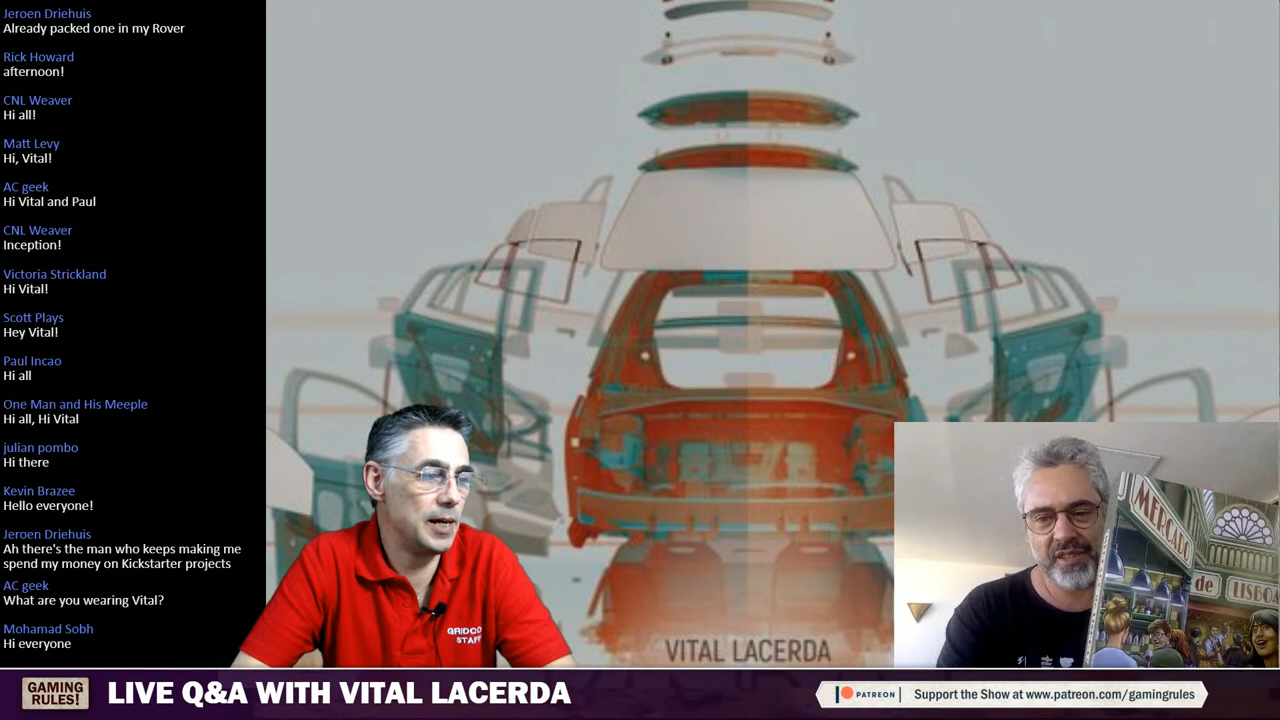 Jeroen Driehuis
Already packed one in my Rover
Rick Howard
afternoon!
CNL Weaver
Hi all!
Matt Levy
Hi, Vital!
AC geek
Hi Vital and Paul
CNL Weaver
Inception!
Victoria Strickland
Hi Vital!
Scott Plays
Hey Vital!
Paul Incao
Hi all
One Man and His Meeple
Hi all, Hi Vital
julian pombo
Hi there
Kevin Brazee
Hello everyone!
Jeroen Driehuis
Ah there's the man who keeps making me
spend my money on Kickstarter projects
AC geek
What are you wearing Vital?
Mohamad Sobh
Hi everyone
GRIDCO
STAFF
MERCADO
de LISBOA
VITAL LACERDA
GAMING
RULES!
LIVE Q&A WITH VITAL LACERDA
PATREON
Support the Show at www.patreon.com/gamingrules